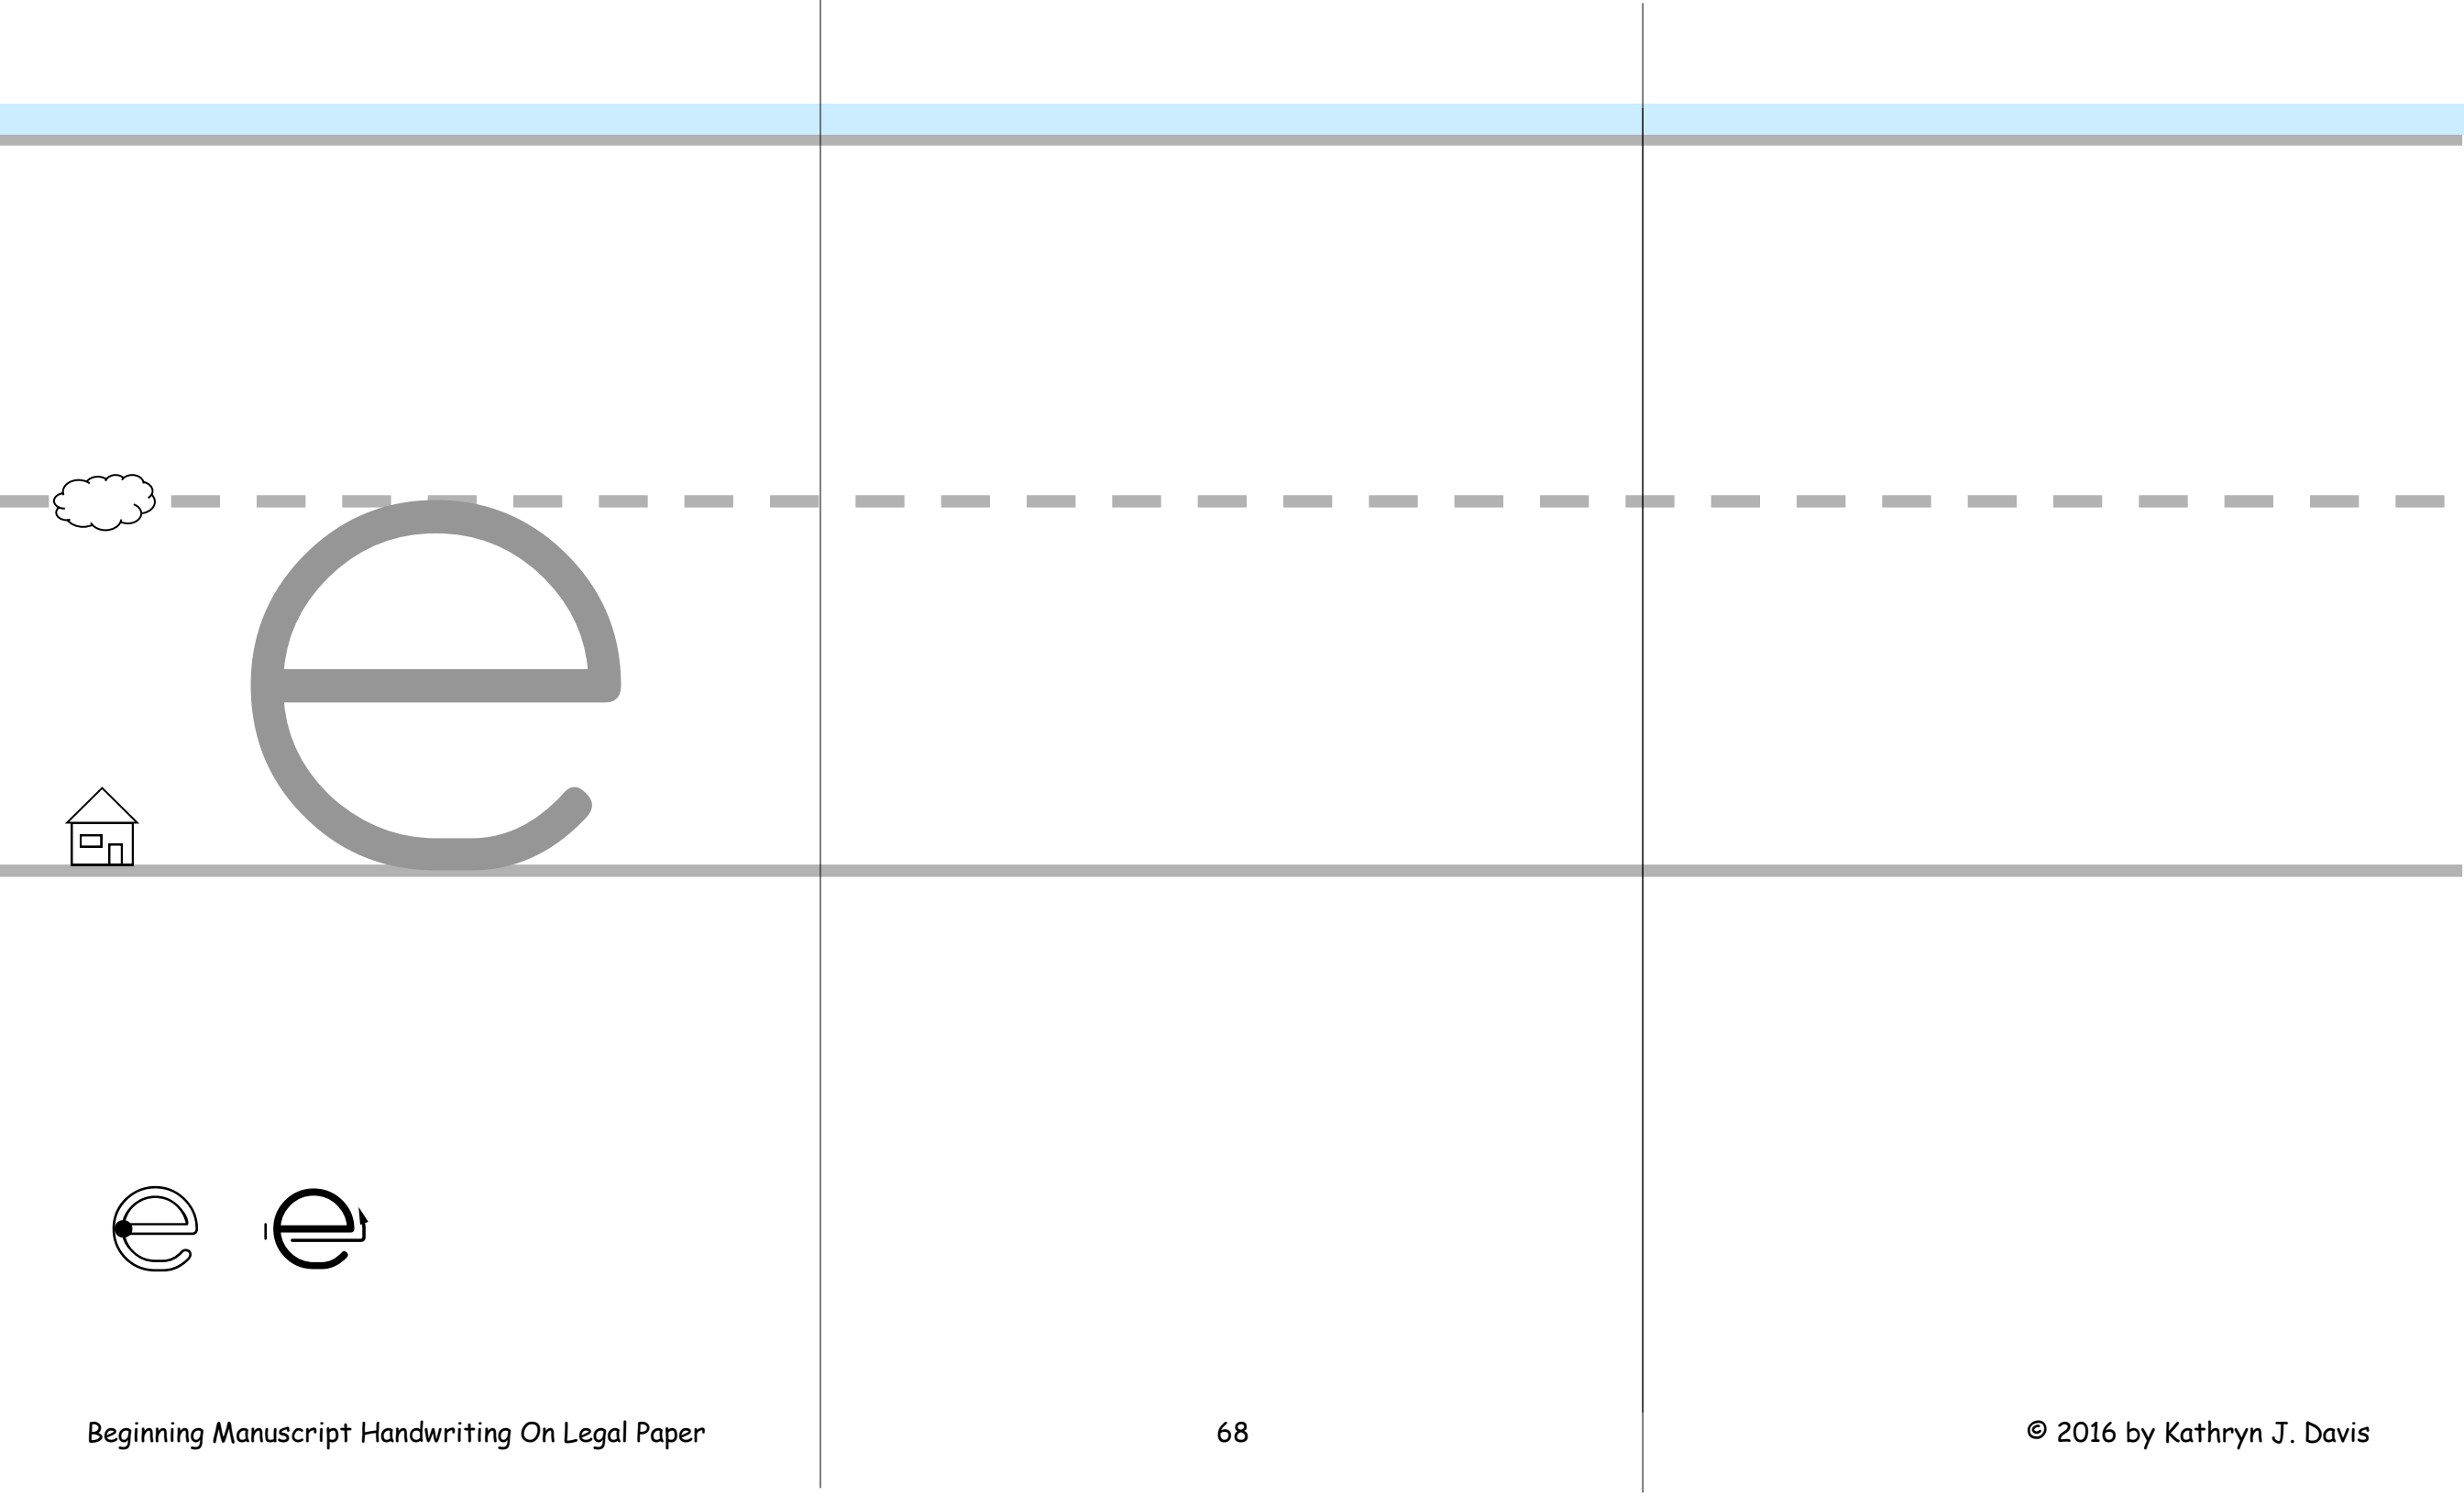 e
e e
Beginning Manuscript Handwriting On Legal Paper 68 © 2016 by Kathryn J. Davis